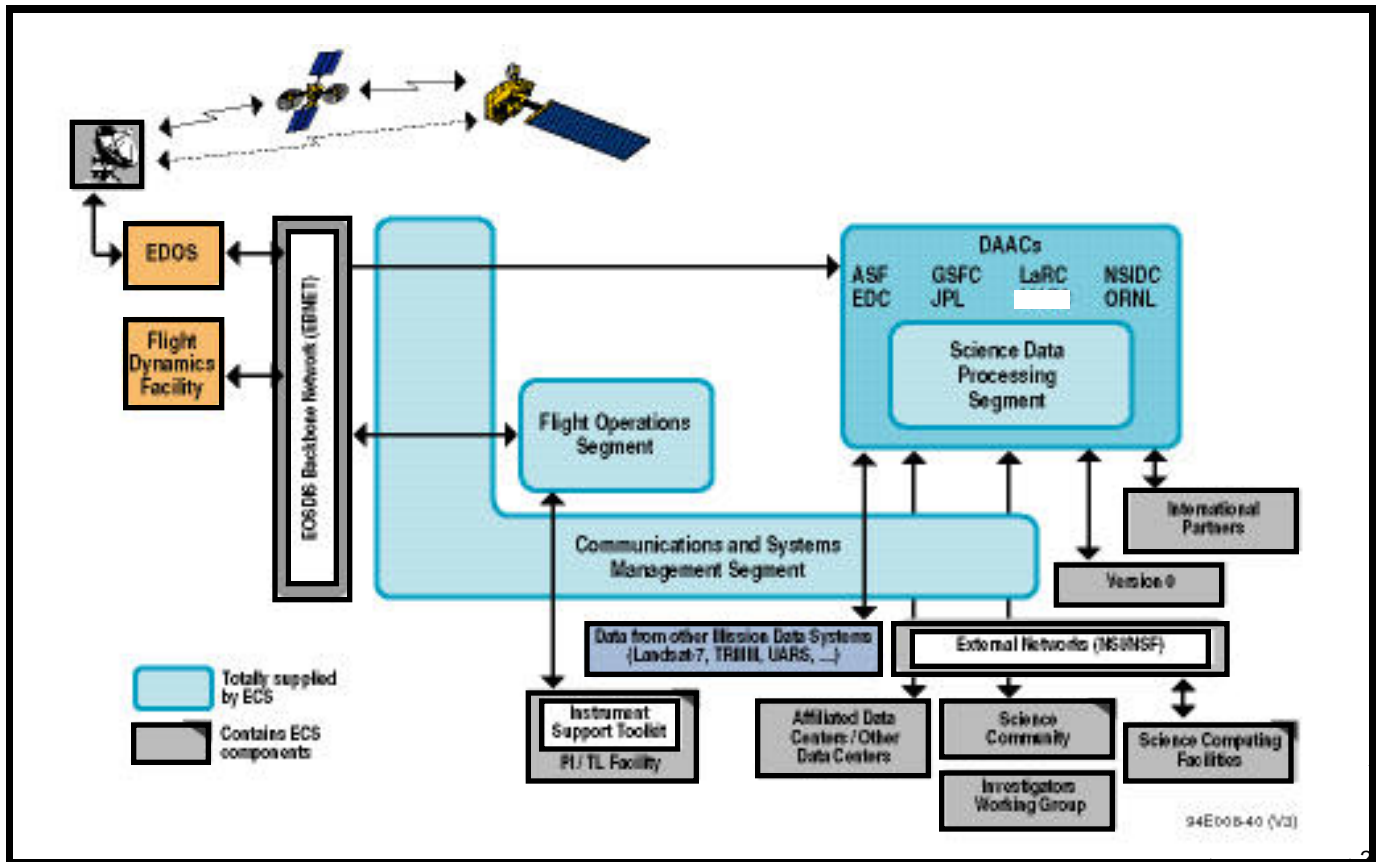 EDOS
Flight
Dynamics
Facility
EOSDIS Backbone Network (EBNET)
DAACs
ASF GSFC LaRC NSIDC
EDC JPL ORNL
Science Data
Processing
Segment
Flight Operations
Segment
Communications and Systems
Management Segment
International
Partners
Version 0
Data from other Mission Data Systems
(Landsat-7, TRMM, UARS, ...)
External Networks (NSI/NSF)
Totally supplied
by ECS
Contains ECS
components
Instrument
Support Toolkit
PI / TL Facility
Affiliated Data
Centers / Other
Data Centers
Science
Community
Investigators
Working Group
Science Computing
Facilities
94E008-40 (V3)